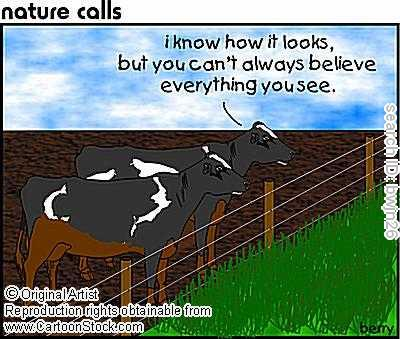 nature calls
i know how it looks,
but you can't always believe
everything you see.
search ID: bwjn26
© Original Artist
Reproduction rights obtainable from
www.CartoonStock.com
berry